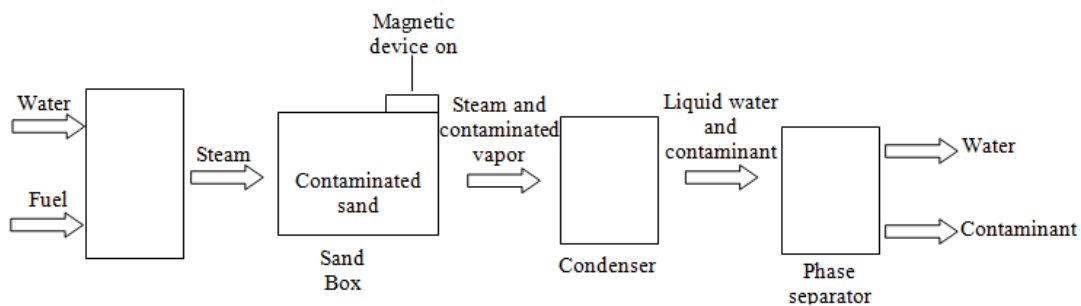 Magnetic
device on
Water
Fuel
Steam
Contaminated
sand
Sand
Box
Steam and
contaminated
vapor
Condenser
Liquid water
and
contaminant
Phase
separator
Water
Contaminant